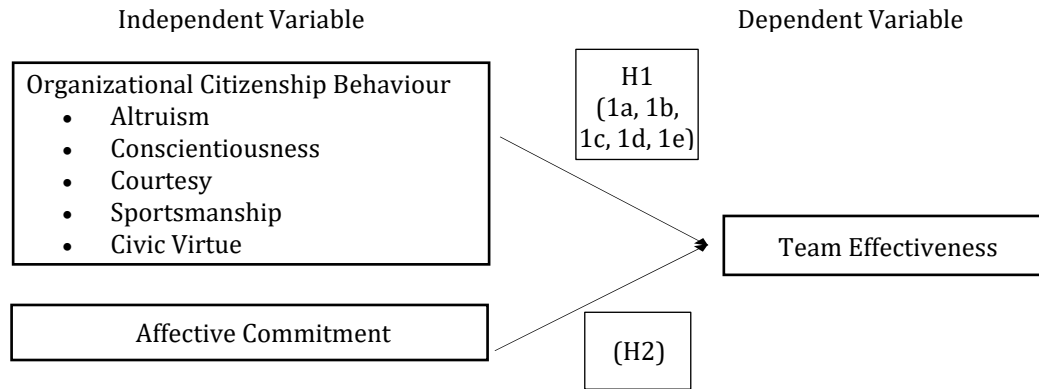 Independent Variable
Dependent Variable
Organizational Citizenship Behaviour
• Altruism
• Conscientiousness
• Courtesy
• Sportsmanship
• Civic Virtue
H1
(1a, 1b,
1c, 1d, 1e)
Team Effectiveness
Affective Commitment
(H2)